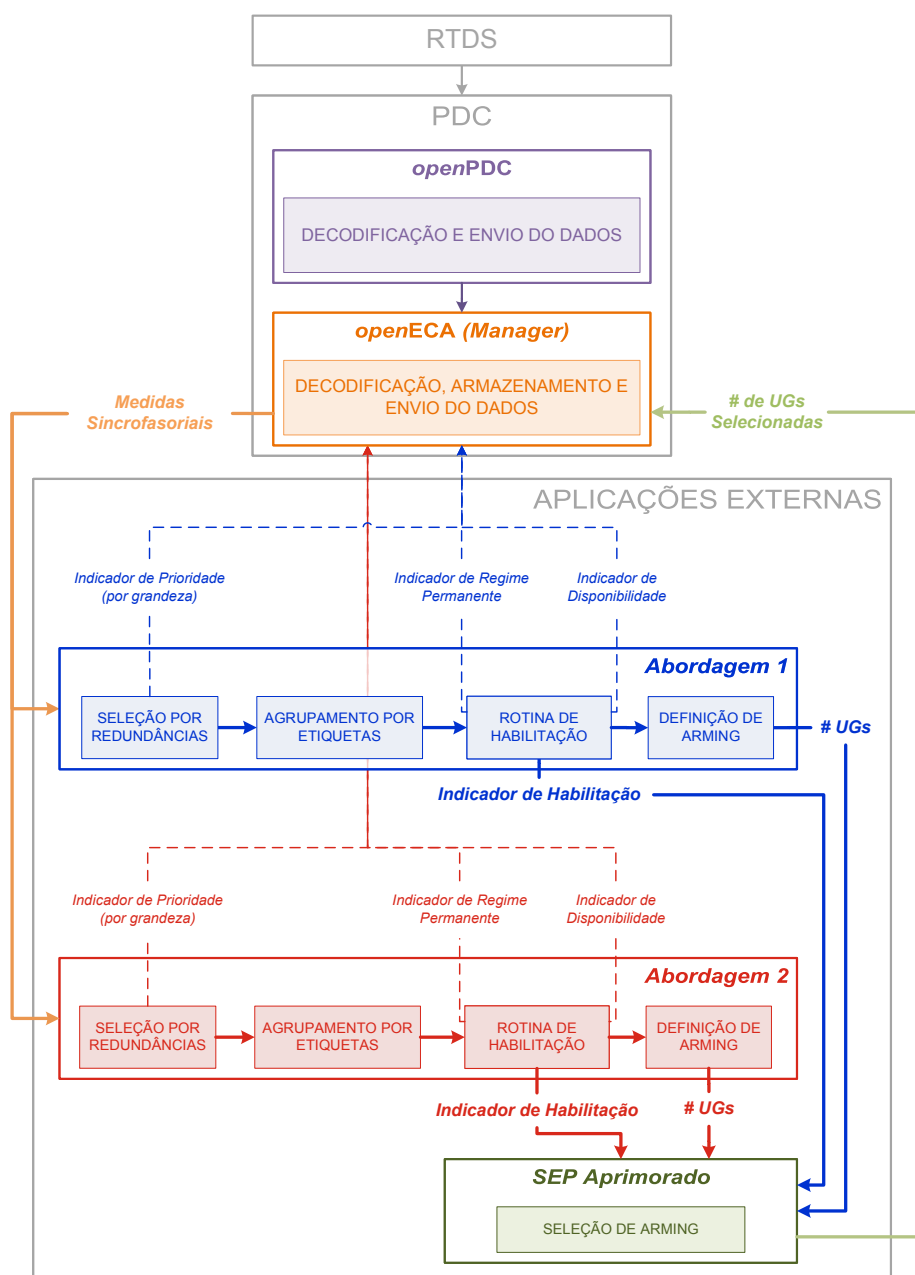 RTDS
PDC
openPDC
DECODIFICAÇÃO E ENVIO DO DADOS
openECA (Manager)
DECODIFICAÇÃO, ARMAZENAMENTO E
ENVIO DO DADOS
Medidas
Sincrofasoriais
# de UGs
Selecionadas
APLICAÇÕES EXTERNAS
Indicador de Prioridade
(por grandeza)
Indicador de Regime
Permanente
Indicador de
Disponibilidade
Abordagem 1
SELEÇÃO POR
REDUNDÂNCIAS
AGRUPAMENTO POR
ETIQUETAS
ROTINA DE
HABILITAÇÃO
DEFINIÇÃO DE
ARMING
# UGs
Indicador de Habilitação
Indicador de Prioridade
(por grandeza)
Indicador de Regime
Permanente
Indicador de
Disponibilidade
Abordagem 2
SELEÇÃO POR
REDUNDÂNCIAS
AGRUPAMENTO POR
ETIQUETAS
ROTINA DE
HABILITAÇÃO
DEFINIÇÃO DE
ARMING
Indicador de Habilitação
# UGs
SEP Aprimorado
SELEÇÃO DE ARMING